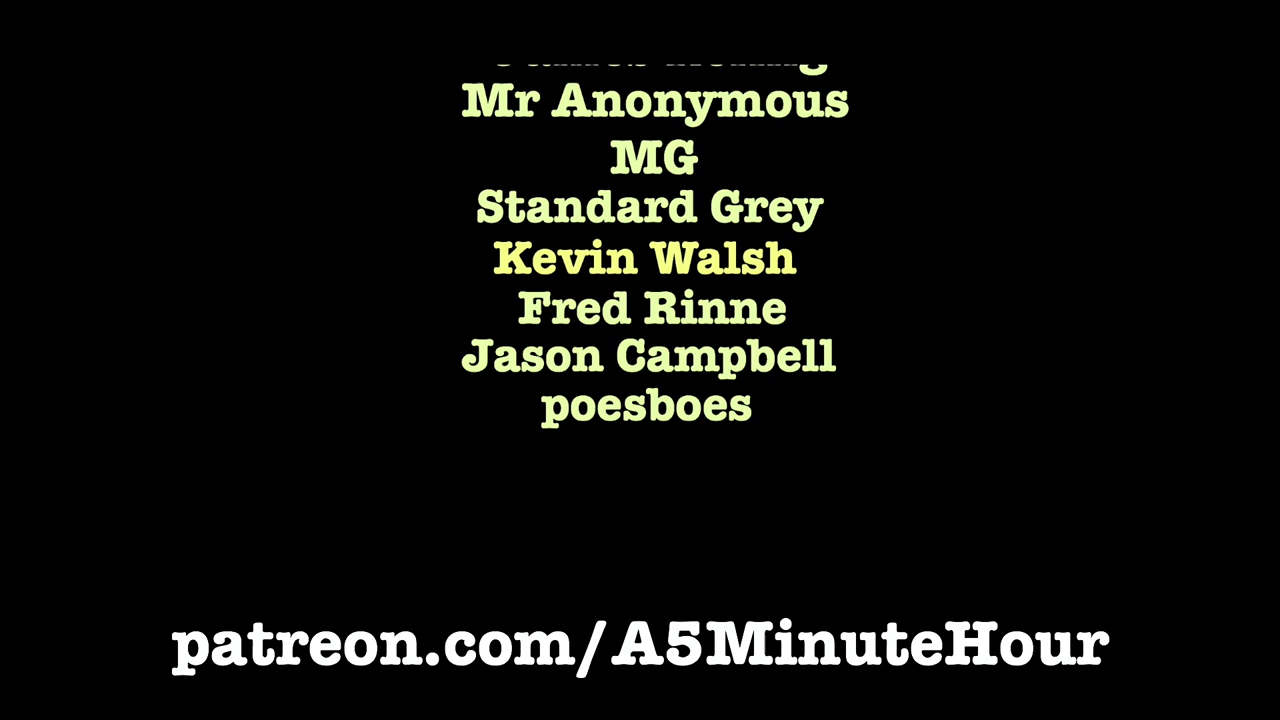 Mr Anonymous
MG
Standard Grey
Kevin Walsh
Fred Rinne
Jason Campbell
poesboes
patreon.com/A5MinuteHour